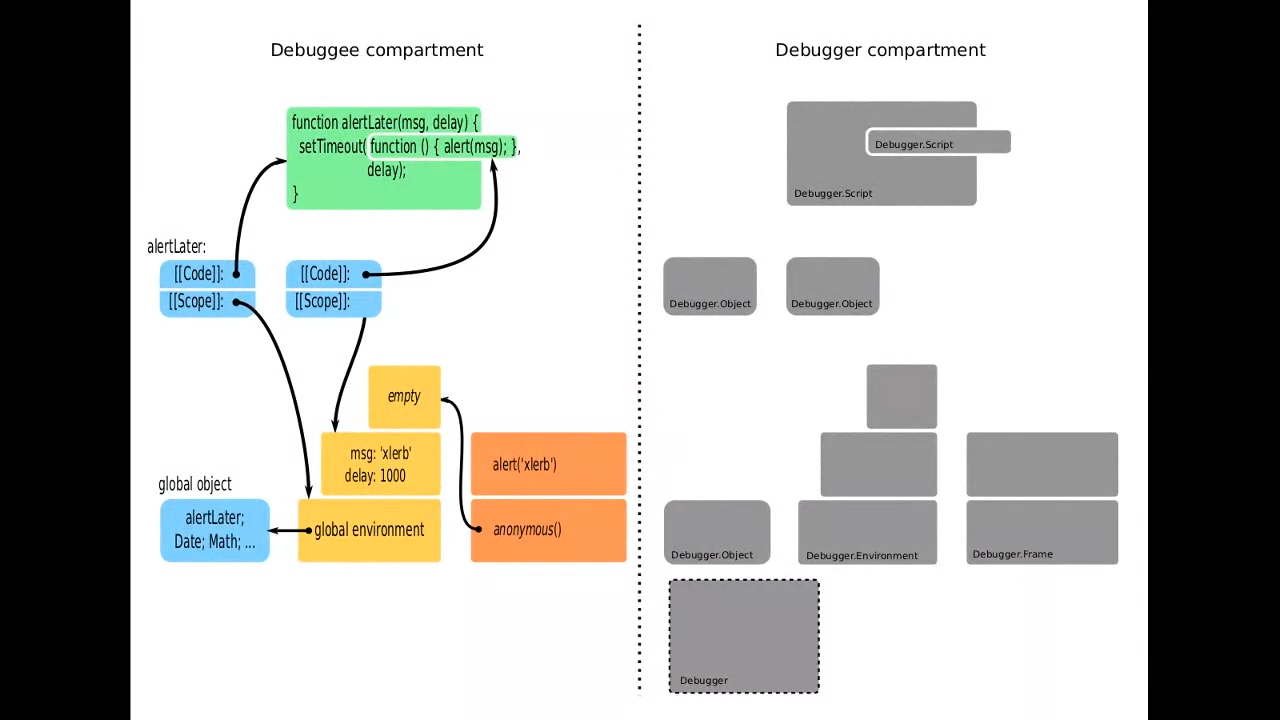 Debuggee compartment
Debugger compartment
function alertLater(msg, delay) {
setTimeout( function () { alert(msg); },
delay);
}
Debugger.Script
Debugger.Script
alertLater:
[[Code]]:
[[Scope]]:
[[Code]]:
[[Scope]]:
Debugger.Object
Debugger.Object
empty
msg: 'xlerb'
delay: 1000
alert('xlerb')
global object
alertLater;
Date; Math; ...
global environment
anonymous()
Debugger.Object
Debugger.Environment
Debugger.Frame
Debugger